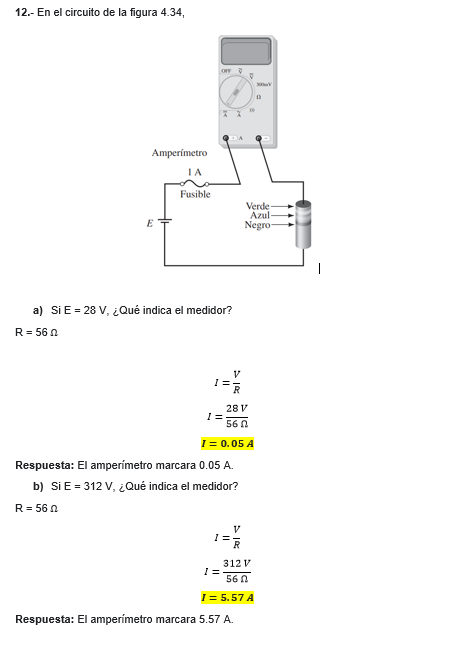 12.- En el circuito de la figura 4.34,
OFF
V
V
300mV
Ω
A
A
A
Amperímetro
1 A
Fusible
E
Verde
Azul
Negro
a) Si E = 28 V, ¿Qué indica el medidor?
R = 56 Ω
I = V/R
I = 28 V/56 Ω
I = 0.05 A
Respuesta: El amperímetro marcara 0.05 A.
b) Si E = 312 V, ¿Qué indica el medidor?
R = 56 Ω
I = V/R
I = 312 V/56 Ω
I = 5.57 A
Respuesta: El amperímetro marcara 5.57 A.